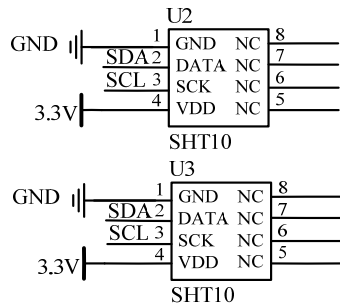 U2
GND 1 GND NC 8
SDA 2 DATA NC 7
SCL 3 SCK NC 6
3.3V 4 VDD NC 5
SHT10
U3
GND 1 GND NC 8
SDA 2 DATA NC 7
SCL 3 SCK NC 6
3.3V 4 VDD NC 5
SHT10